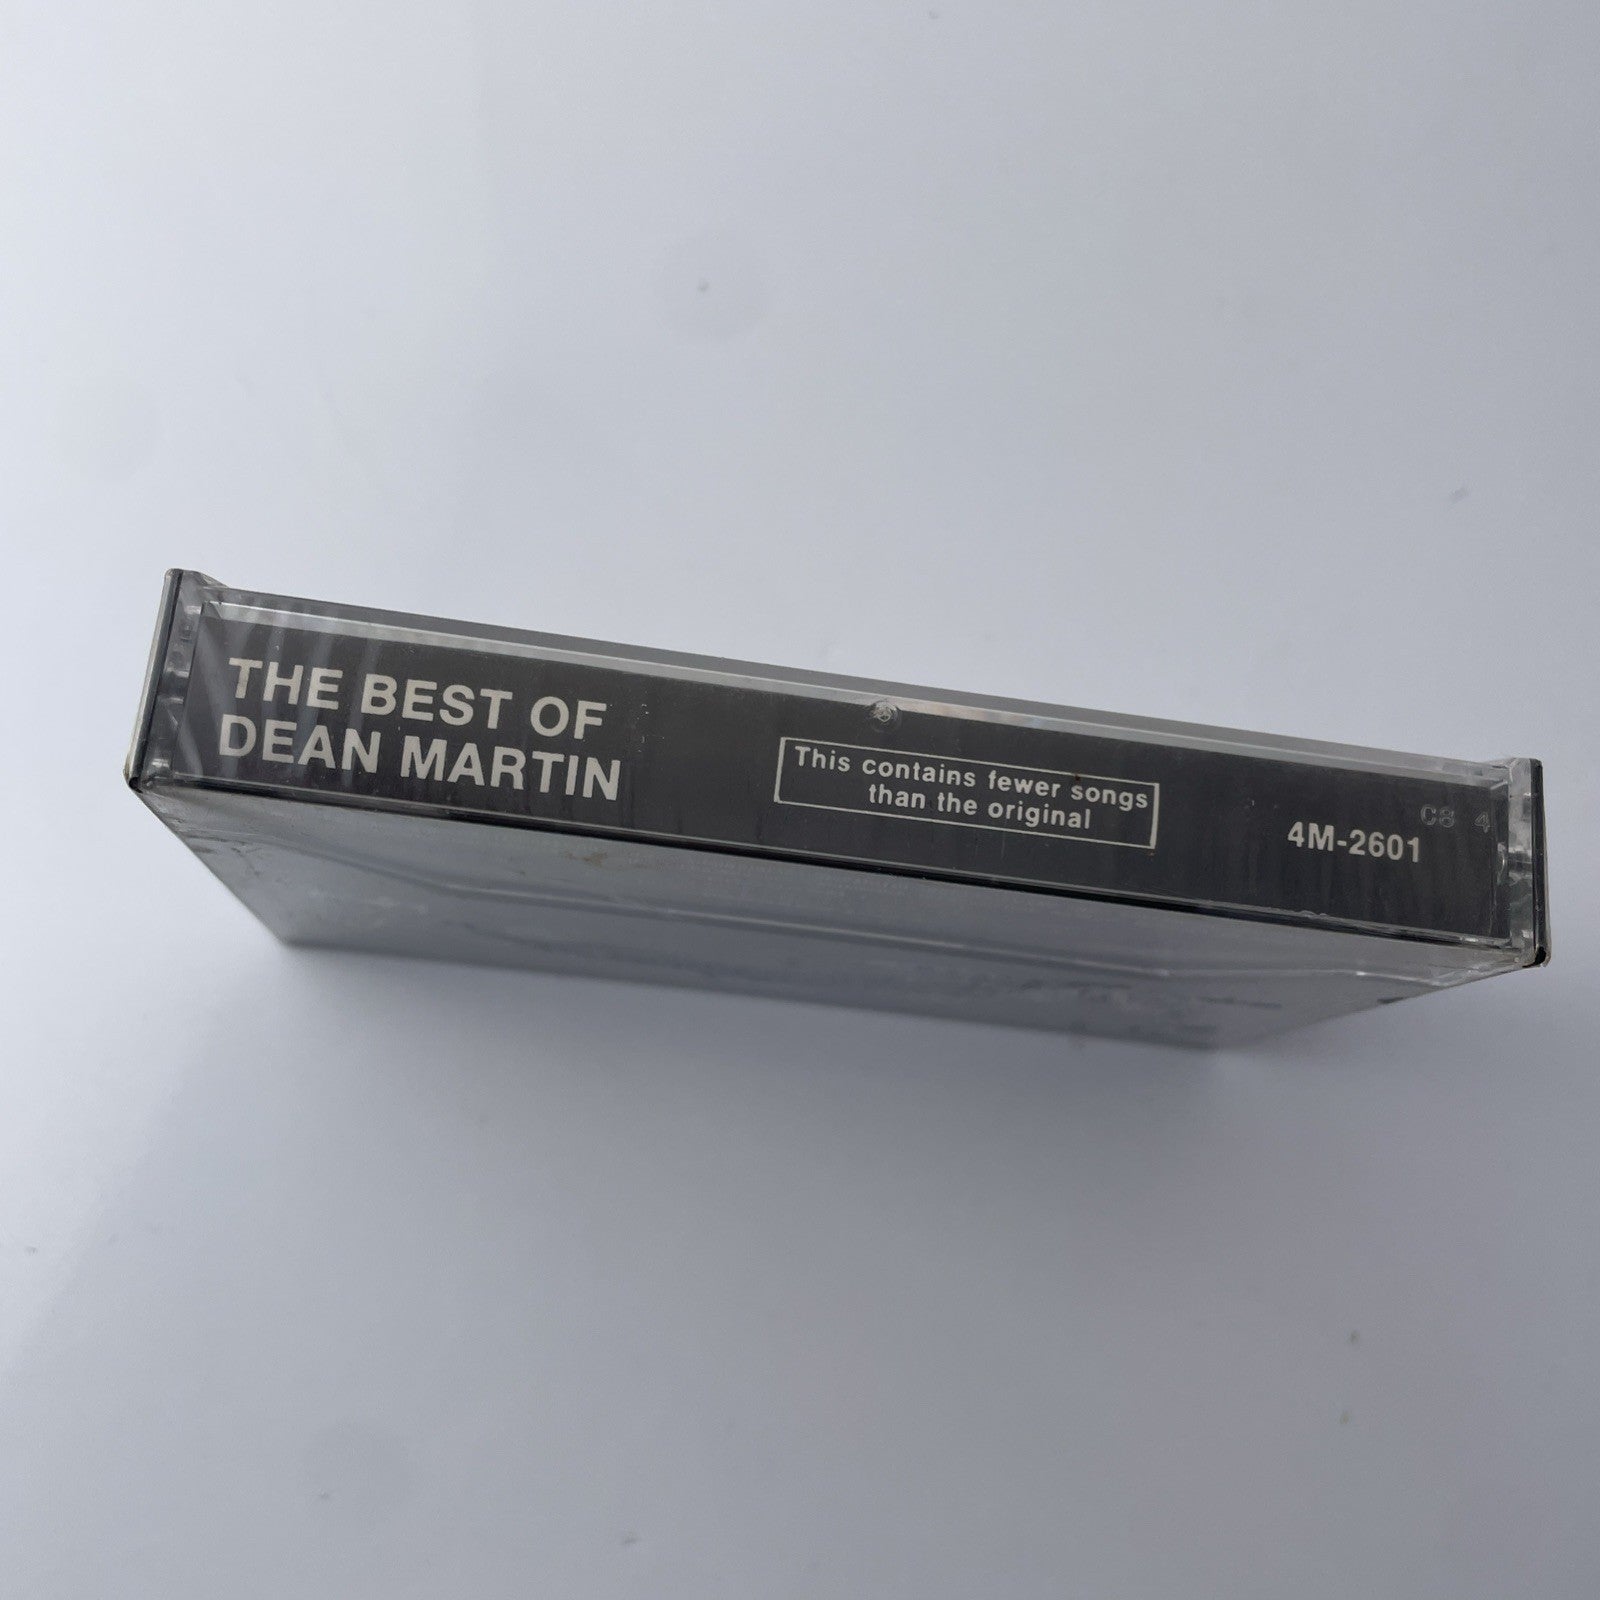 THE BEST OF
DEAN MARTIN
This contains fewer songs
than the original
4M-2601
C8 4